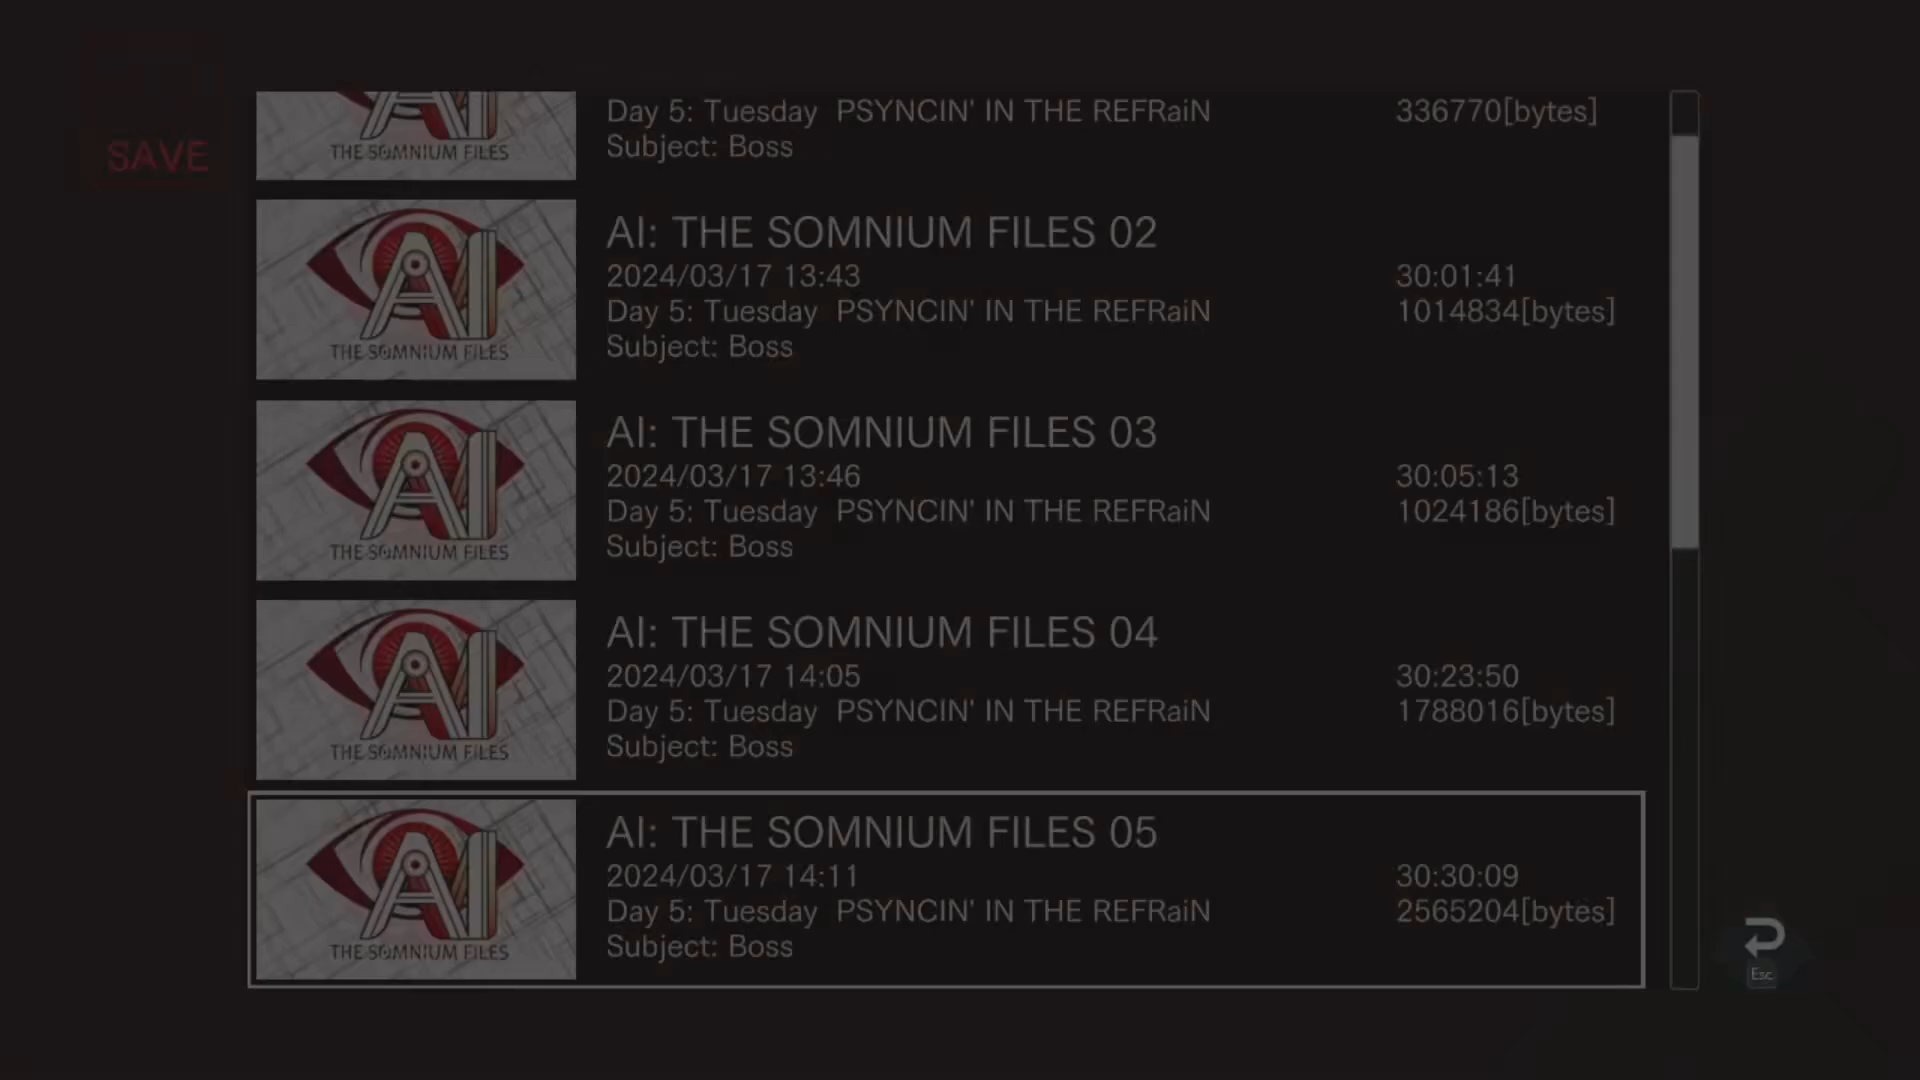 SAVE
THE SOMNIUM FILES
Day 5: Tuesday PSYNCIN' IN THE REFRaiN 336770[bytes]
Subject: Boss
AI
THE SOMNIUM FILES
AI: THE SOMNIUM FILES 02
2024/03/17 13:43 30:01:41
Day 5: Tuesday PSYNCIN' IN THE REFRaiN 1014834[bytes]
Subject: Boss
AI
THE SOMNIUM FILES
AI: THE SOMNIUM FILES 03
2024/03/17 13:46 30:05:13
Day 5: Tuesday PSYNCIN' IN THE REFRaiN 1024186[bytes]
Subject: Boss
AI
THE SOMNIUM FILES
AI: THE SOMNIUM FILES 04
2024/03/17 14:05 30:23:50
Day 5: Tuesday PSYNCIN' IN THE REFRaiN 1788016[bytes]
Subject: Boss
AI
THE SOMNIUM FILES
AI: THE SOMNIUM FILES 05
2024/03/17 14:11 30:30:09
Day 5: Tuesday PSYNCIN' IN THE REFRaiN 2565204[bytes]
Subject: Boss
Esc